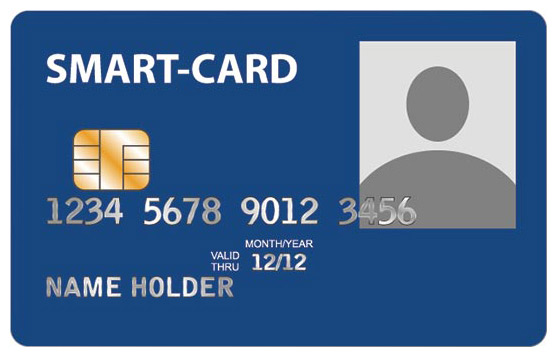 SMART-CARD
1234 5678 9012 3456
MONTH/YEAR
VALID THRU 12/12
NAME HOLDER